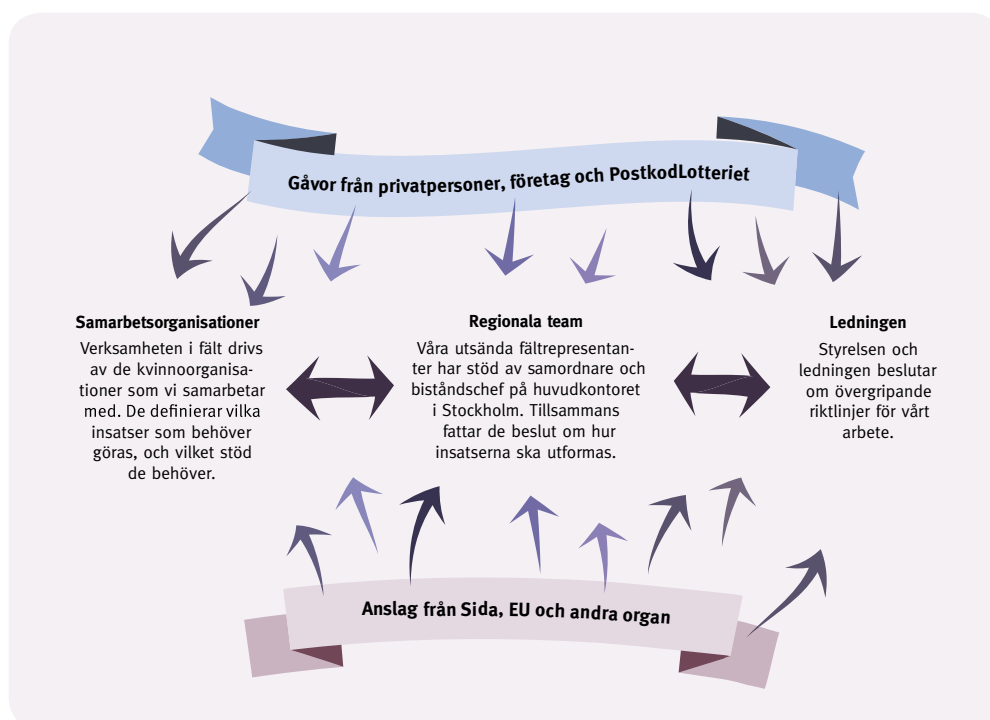 Gåvor från privatpersoner, företag och PostkodLotteriet
Samarbetsorganisationer
Verksamheten i fält drivs
av de kvinnoorganisa-
tioner som vi samarbetar
med. De definierar vilka
insatser som behöver
göras, och vilket stöd
de behöver.
Regionala team
Våra utsända fältrepresentan-
ter har stöd av samordnare och
biståndschef på huvudkontoret
i Stockholm. Tillsammans
fattar de beslut om hur
insatserna ska utformas.
Ledningen
Styrelsen och
ledningen beslutar
om övergripande
riktlinjer för vårt
arbete.
Anslag från Sida, EU och andra organ